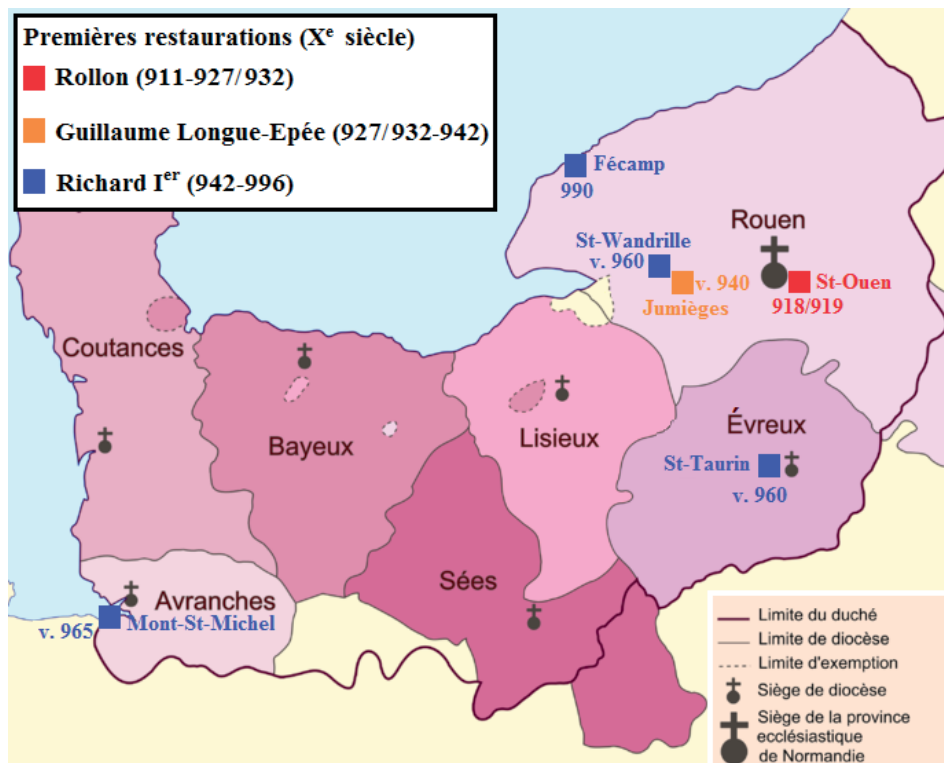 Premières restaurations (Xe siècle)
Rollon (911-927/932)
Guillaume Longue-Epée (927/932-942)
Richard Ier (942-996)
Fécamp
990
Rouen
St-Wandrille
v. 960
v. 940
Jumièges
St-Ouen
918/919
Coutances
Bayeux
Lisieux
Évreux
St-Taurin
v. 960
Sées
Avranches
v. 965
Mont-St-Michel
Limite du duché
Limite de diocèse
Limite d'exemption
Siège de diocèse
Siège de la province
ecclésiastique
de Normandie